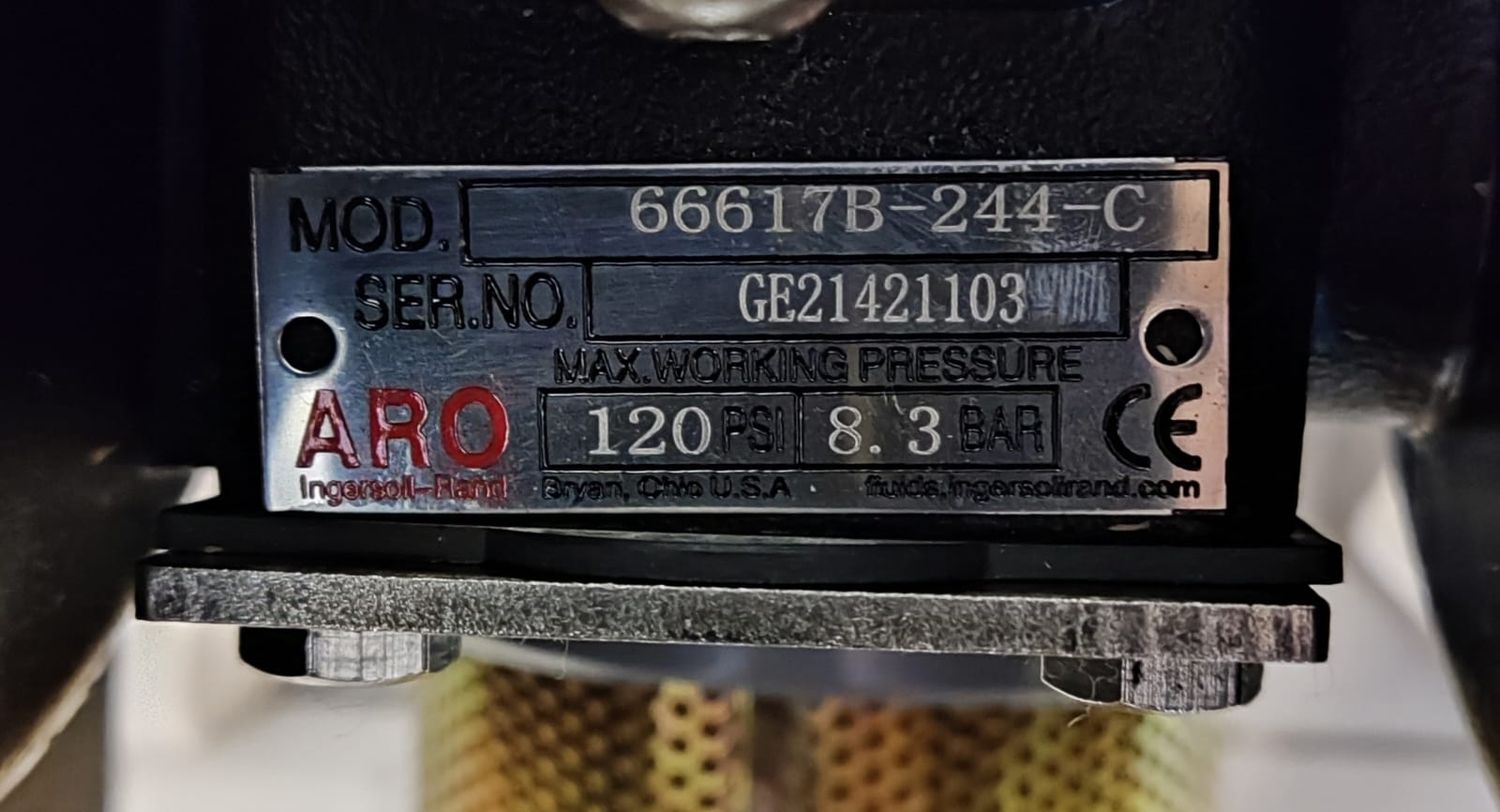 MOD. 66617B-244-C
SER.NO. GE21421103
MAX.WORKING PRESSURE
120 PSI 8.3 BAR
ARO
CE
Ingersoll-Rand Bryan, Ohio U.S.A fluids.ingersollrand.com